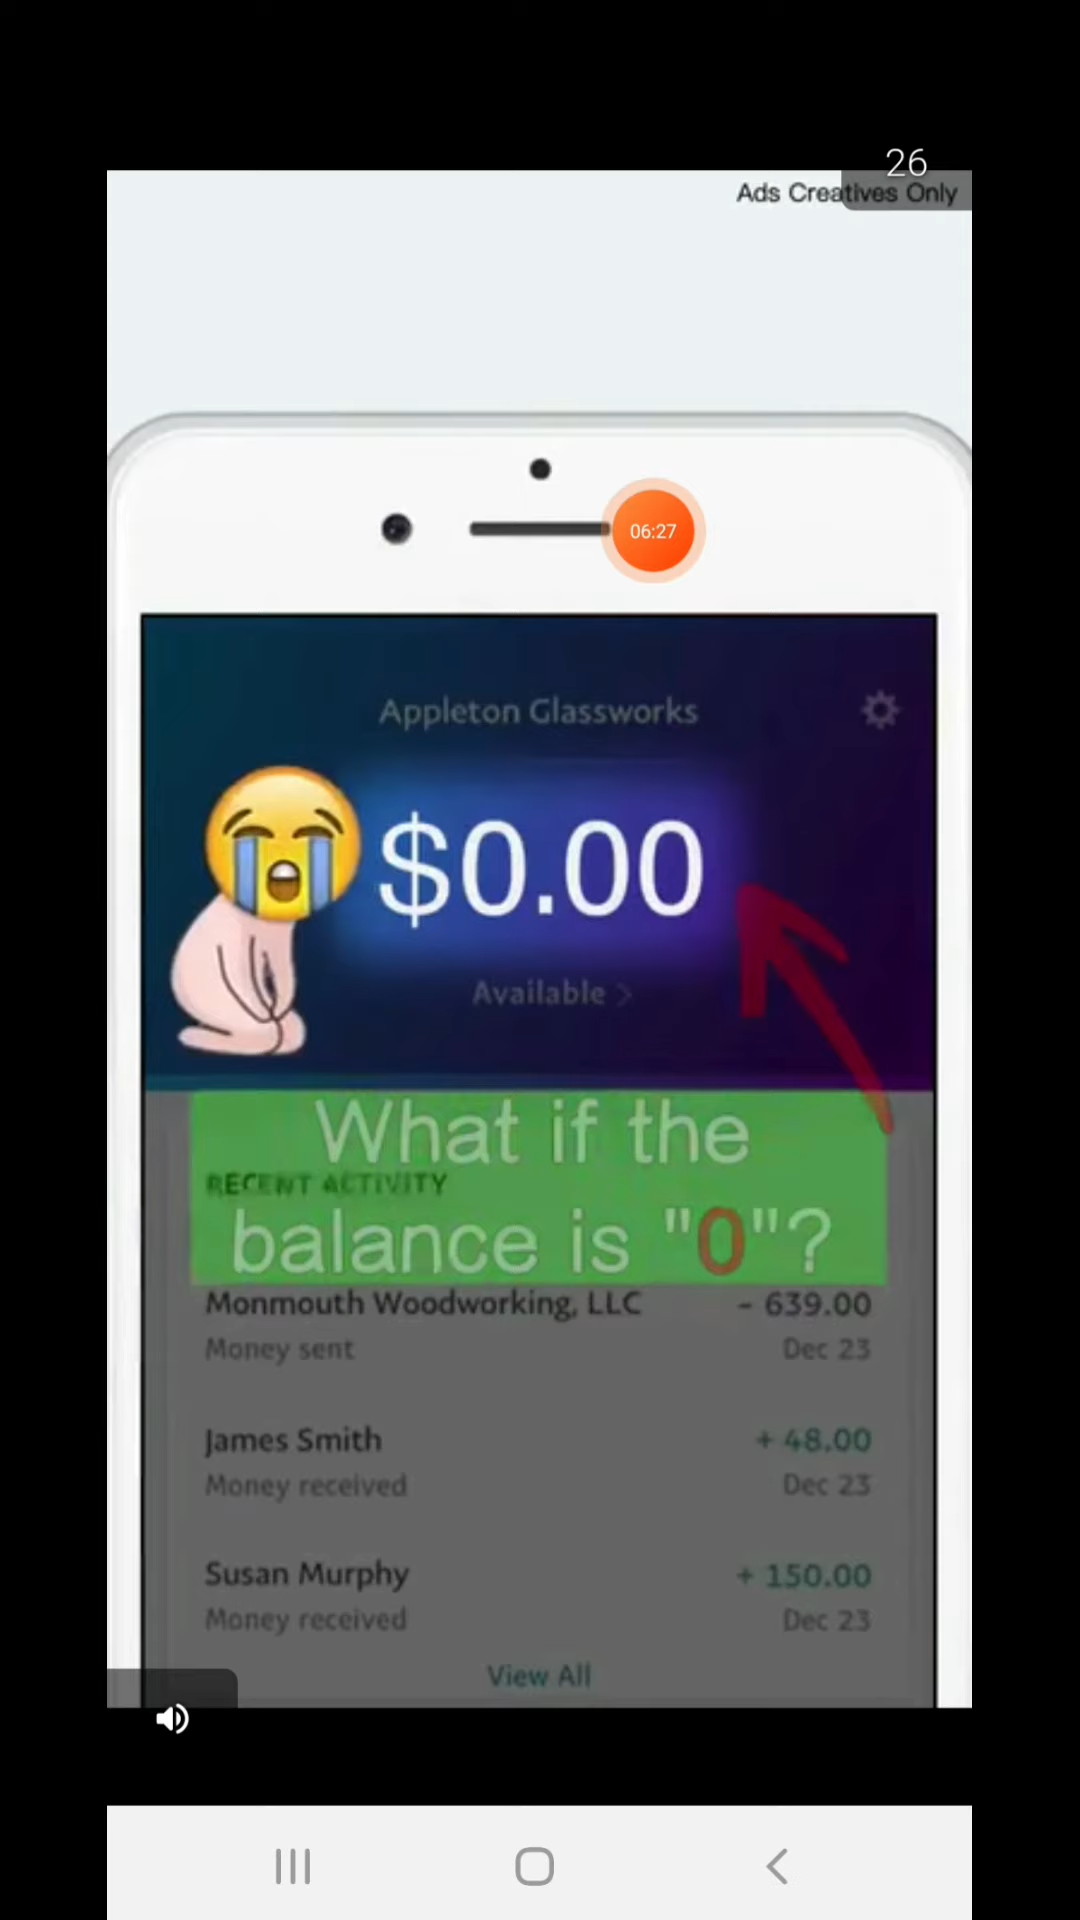 26
Ads Creatives Only
06:27
Appleton Glassworks
$0.00
Available >
What if the
RECENT ACTIVITY
balance is "0"?
Monmouth Woodworking, LLC - 639.00
Money sent Dec 23
James Smith + 48.00
Money received Dec 23
Susan Murphy + 150.00
Money received Dec 23
View All